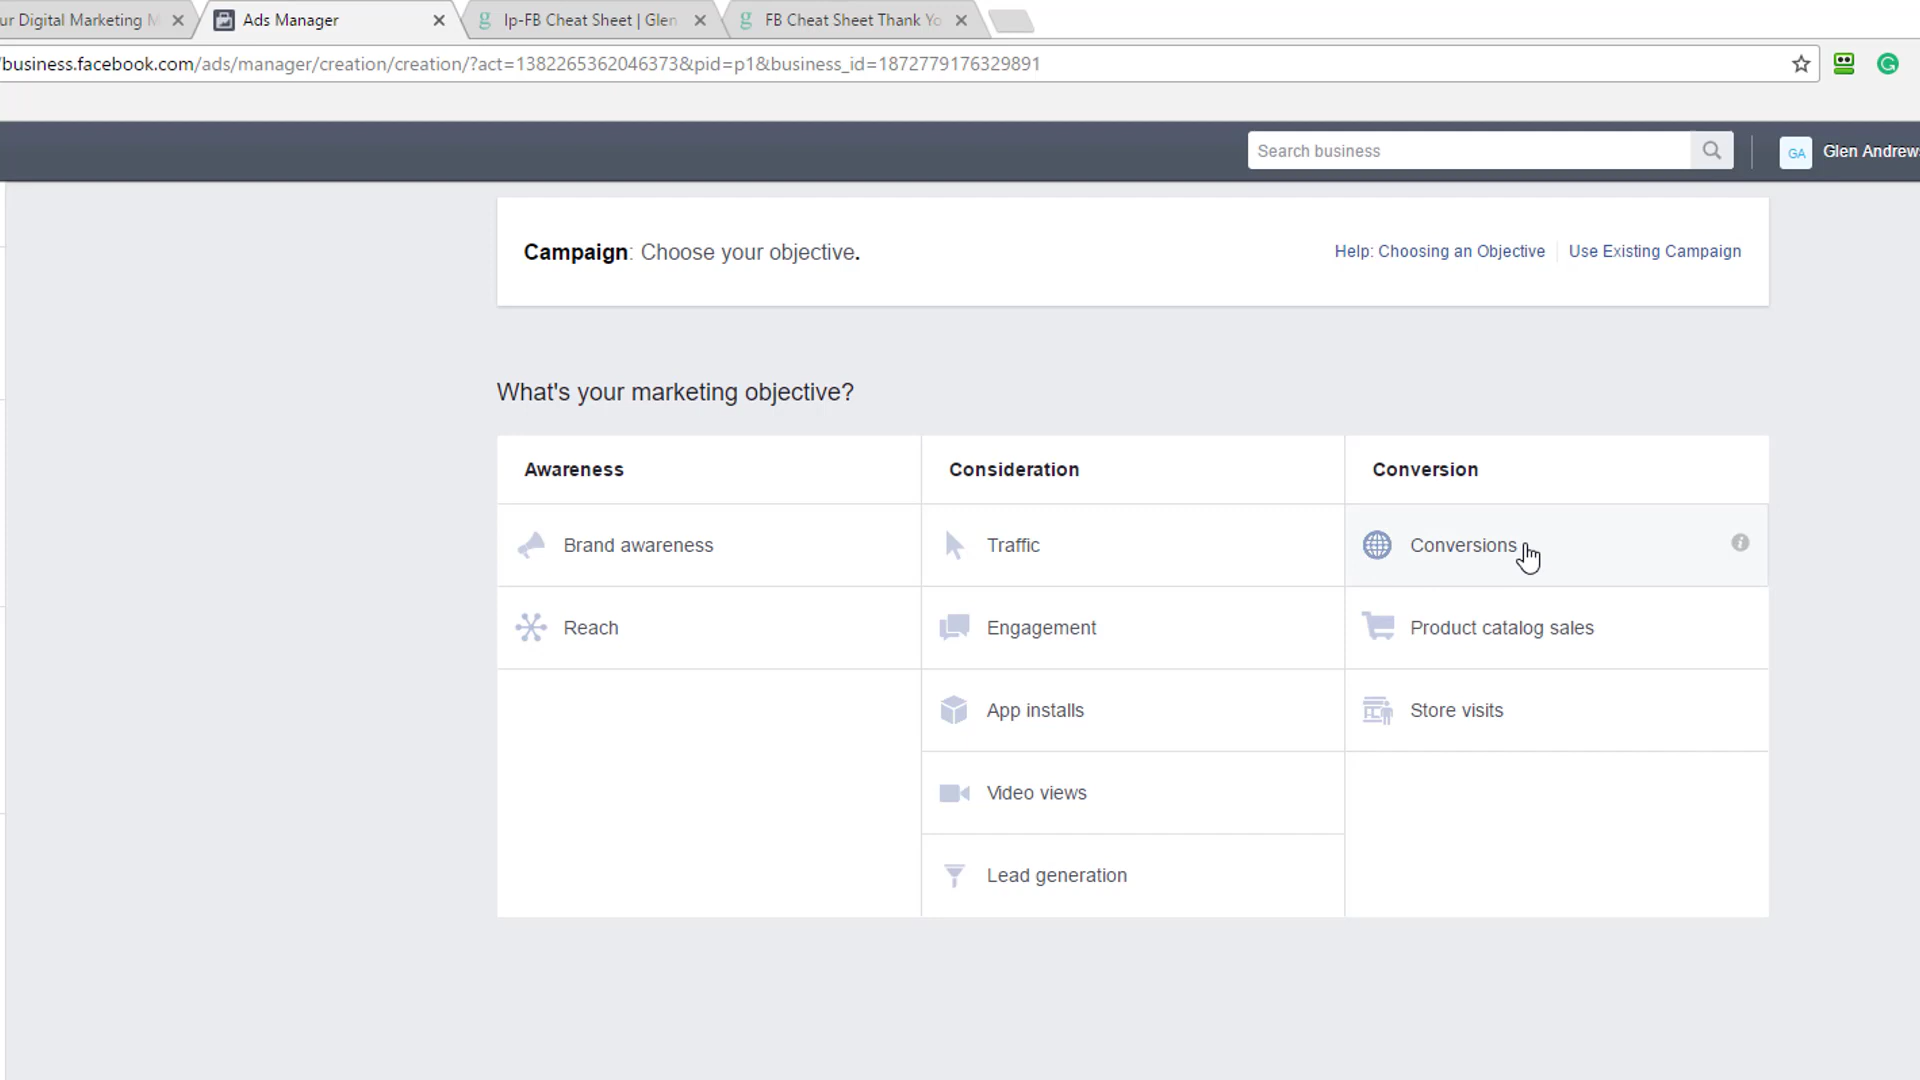 ur Digital Marketing M
Ads Manager
lp-FB Cheat Sheet | Glen
FB Cheat Sheet Thank Yo
business.facebook.com/ads/manager/creation/creation/?act=1382265362046373&pid=p1&business_id=1872779176329891
Search business
GA
Glen Andrews
Campaign: Choose your objective.
Help: Choosing an Objective
Use Existing Campaign
What's your marketing objective?
Awareness
Consideration
Conversion
Brand awareness
Traffic
Conversions
Reach
Engagement
Product catalog sales
App installs
Store visits
Video views
Lead generation